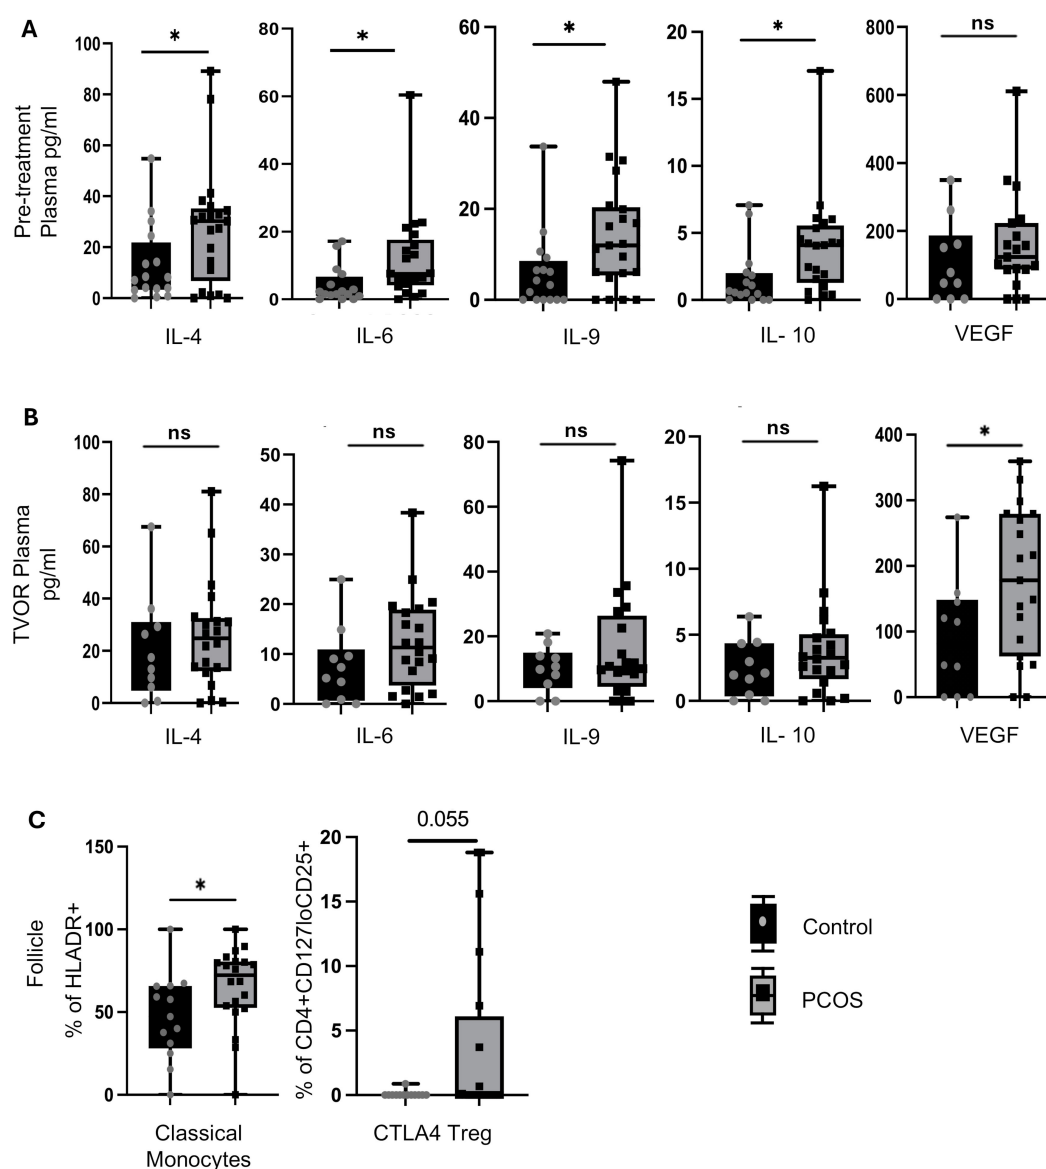 A
Pre-treatment
Plasma pg/ml
100
80
60
40
20
0
*
IL-4
80
60
40
20
0
*
IL-6
60
40
20
0
*
IL-9
20
15
10
5
0
*
IL- 10
800
600
400
200
0
ns
VEGF
B
TVOR Plasma
pg/ml
100
80
60
40
20
0
ns
IL-4
50
40
30
20
10
0
ns
IL-6
80
60
40
20
0
ns
IL-9
20
15
10
5
0
ns
IL- 10
400
300
200
100
0
*
VEGF
C
Follicle
% of HLADR+
150
100
50
0
*
Classical
Monocytes
% of CD4+CD127loCD25+
20
15
10
5
0
0.055
CTLA4 Treg
Control
PCOS